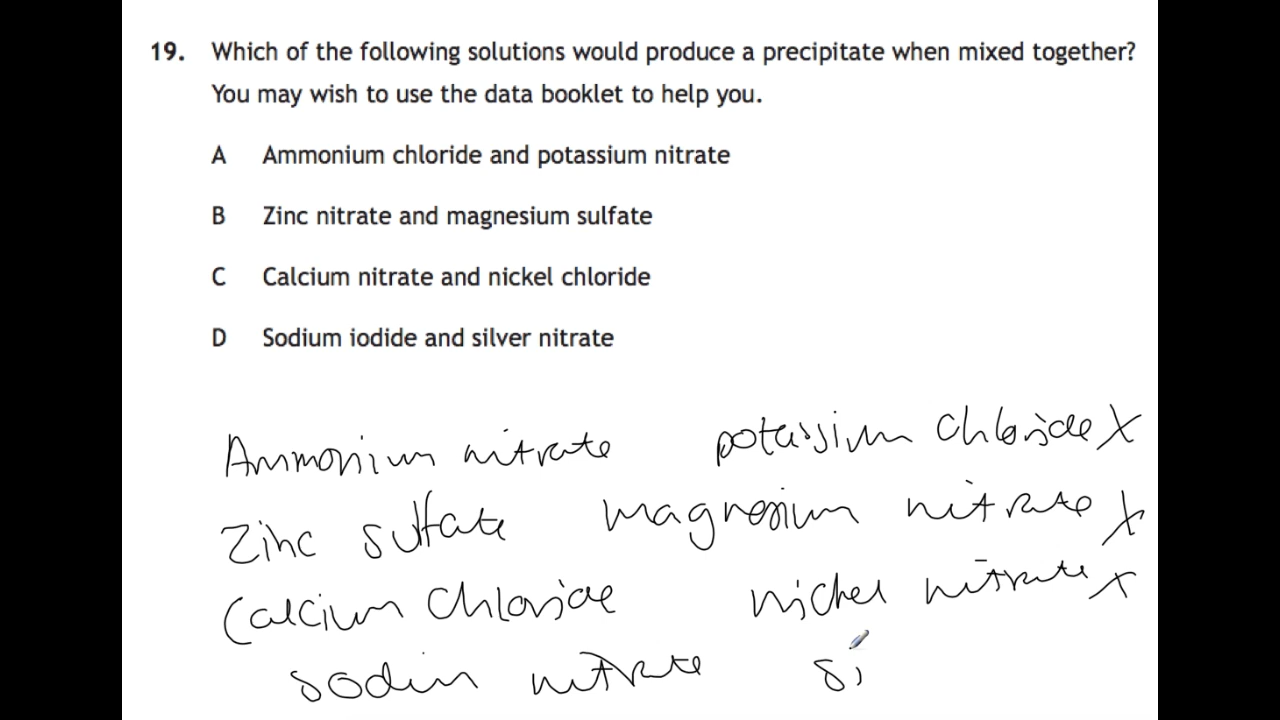 19. Which of the following solutions would produce a precipitate when mixed together?
You may wish to use the data booklet to help you.
A Ammonium chloride and potassium nitrate
B Zinc nitrate and magnesium sulfate
C Calcium nitrate and nickel chloride
D Sodium iodide and silver nitrate
Ammonium nitrate potassium chloride X
Zinc sulfate magnesium nitrate X
Calcium chloride nickel nitrate X
sodium nitrate si